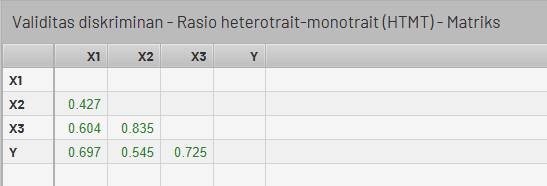 Validitas diskriminan - Rasio heterotrait-monotrait (HTMT) - Matriks
X1 X2 X3 Y
X1
X2 0.427
X3 0.604 0.835
Y 0.697 0.545 0.725